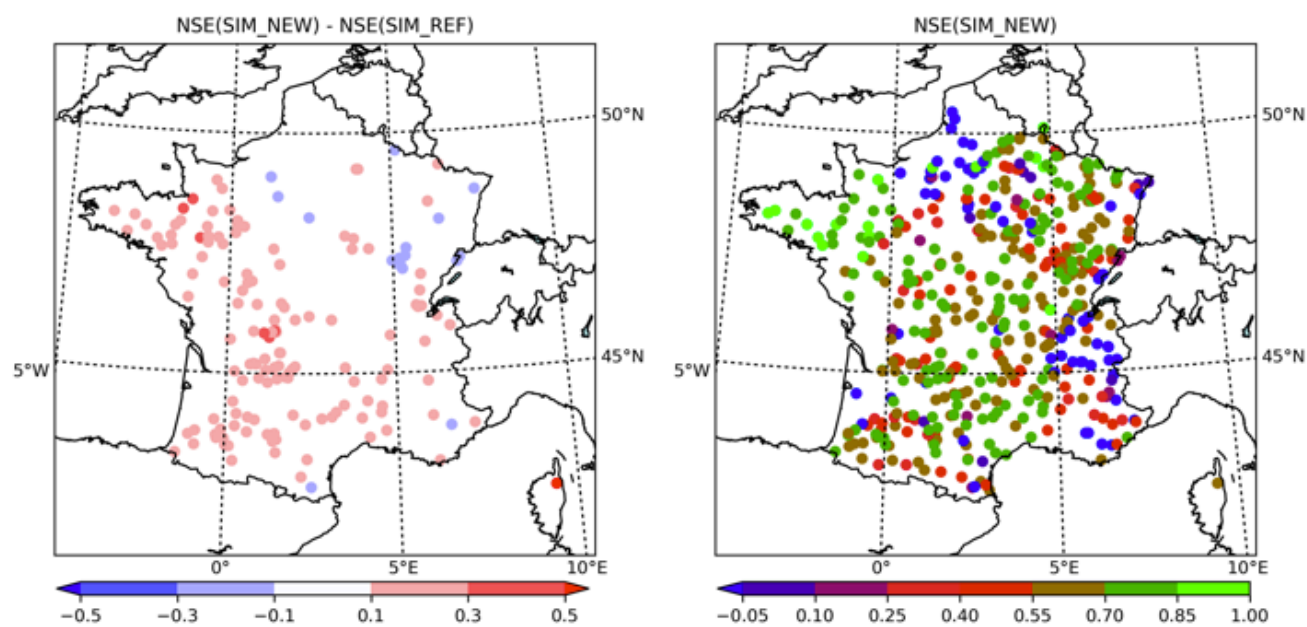 NSE(SIM_NEW) - NSE(SIM_REF)
NSE(SIM_NEW)
50°N
50°N
5°W
45°N
5°W
45°N
0°
5°E
10°E
0°
5°E
10°E
−0.5
−0.3
−0.1
0.1
0.3
0.5
−0.05
0.10
0.25
0.40
0.55
0.70
0.85
1.00